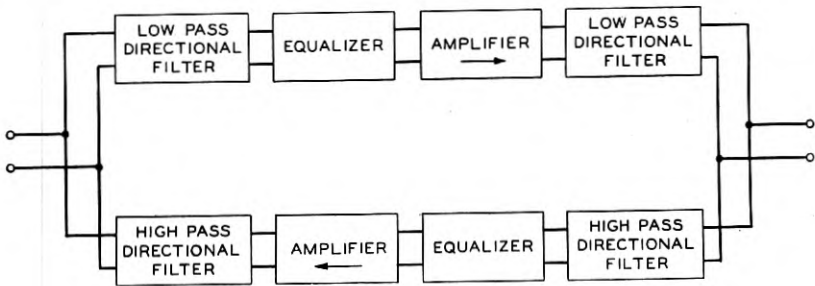 LOW PASS
DIRECTIONAL
FILTER
EQUALIZER
AMPLIFIER
LOW PASS
DIRECTIONAL
FILTER
HIGH PASS
DIRECTIONAL
FILTER
AMPLIFIER
EQUALIZER
HIGH PASS
DIRECTIONAL
FILTER